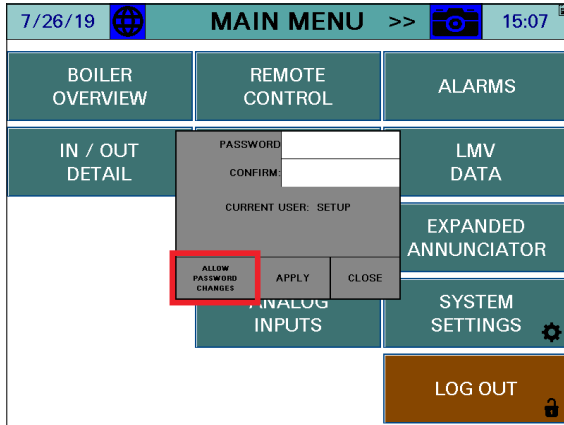 7/26/19 MAIN MENU >> 15:07
BOILER
OVERVIEW
REMOTE
CONTROL
ALARMS
IN / OUT
DETAIL
PASSWORD
CONFIRM:
CURRENT USER: SETUP
ALLOW
PASSWORD
CHANGES
APPLY
CLOSE
LMV
DATA
EXPANDED
ANNUNCIATOR
ANALOG
INPUTS
SYSTEM
SETTINGS
LOG OUT